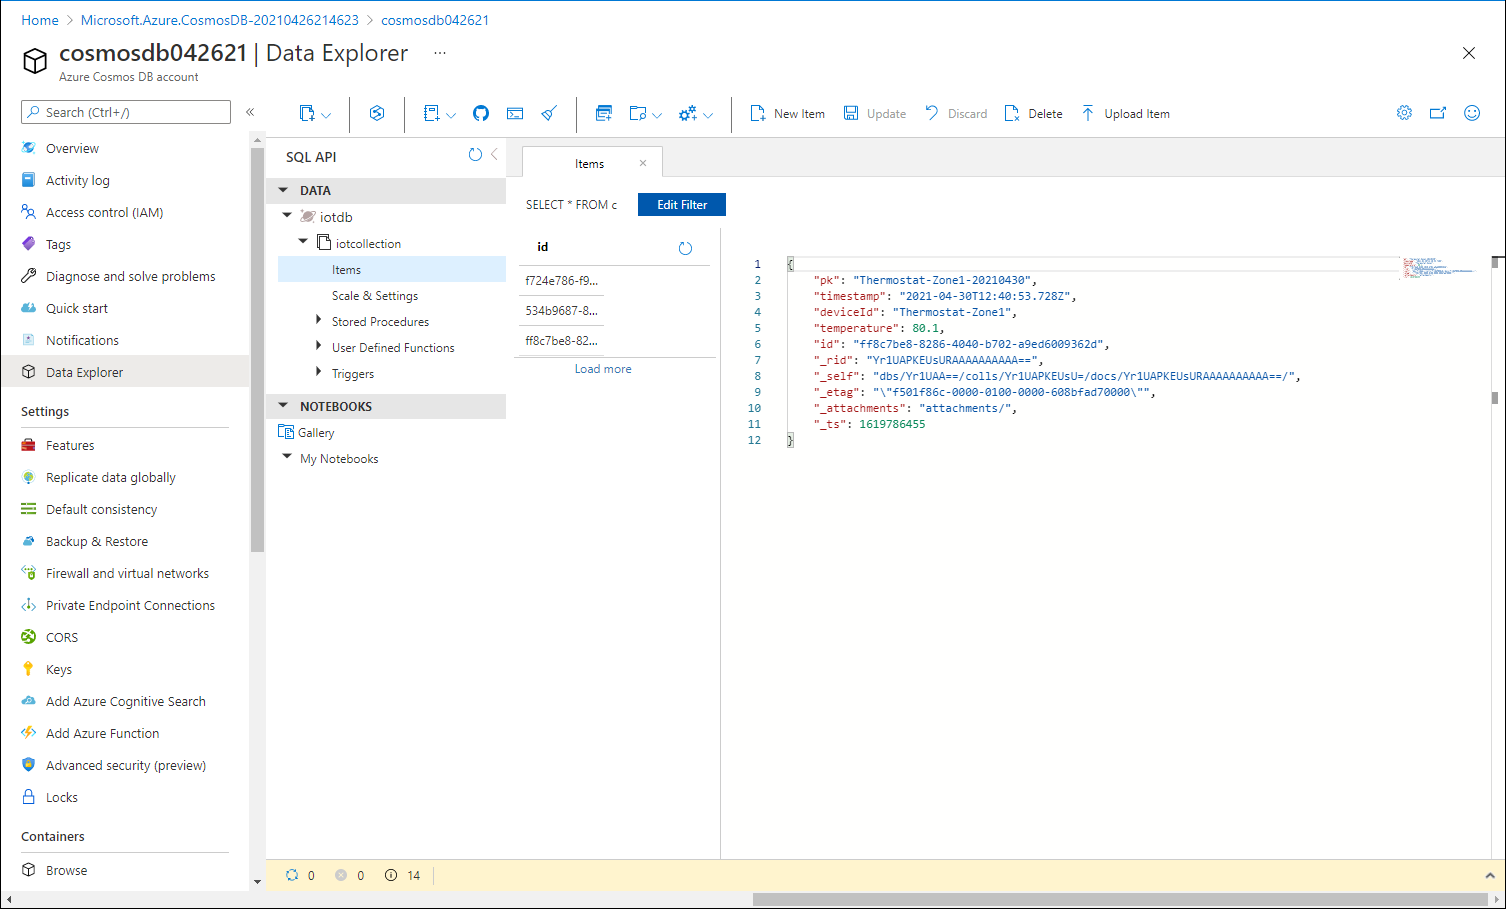 Home > Microsoft.Azure.CosmosDB-20210426214623 > cosmosdb042621
cosmosdb042621 | Data Explorer ...
Azure Cosmos DB account
Search (Ctrl+/)
«
New Item
Update
Discard
Delete
Upload Item
Overview
Activity log
Access control (IAM)
Tags
Diagnose and solve problems
Quick start
Notifications
Data Explorer
Settings
Features
Replicate data globally
Default consistency
Backup & Restore
Firewall and virtual networks
Private Endpoint Connections
CORS
Keys
Add Azure Cognitive Search
Add Azure Function
Advanced security (preview)
Locks
Containers
Browse
SQL API
DATA
iotdb
iotcollection
Items
Scale & Settings
Stored Procedures
User Defined Functions
Triggers
NOTEBOOKS
Gallery
My Notebooks
Items
SELECT * FROM c
Edit Filter
id
f724e786-f9...
534b9687-8...
ff8c7be8-82...
Load more
1 {
2 "pk": "Thermostat-Zone1-20210430",
3 "timestamp": "2021-04-30T12:40:53.728Z",
4 "deviceId": "Thermostat-Zone1",
5 "temperature": 80.1,
6 "id": "ff8c7be8-8286-4040-b702-a9ed6009362d",
7 "_rid": "Yr1UAPKEUsURAAAAAAAAAA==",
8 "_self": "dbs/Yr1UAA==/colls/Yr1UAPKEUsU=/docs/Yr1UAPKEUsURAAAAAAAAAA==/",
9 "_etag": "\"f501f86c-0000-0100-0000-608bfad70000\"",
10 "_attachments": "attachments/",
11 "_ts": 1619786455
12 }
0 0 14